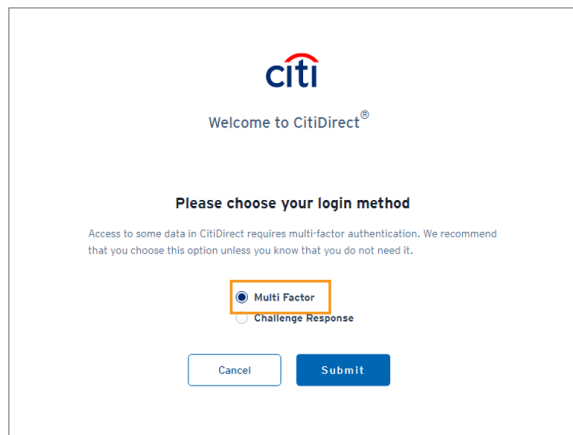 citi
Welcome to CitiDirect®
Please choose your login method
Access to some data in CitiDirect requires multi-factor authentication. We recommend
that you choose this option unless you know that you do not need it.
Multi Factor
Challenge Response
Cancel Submit